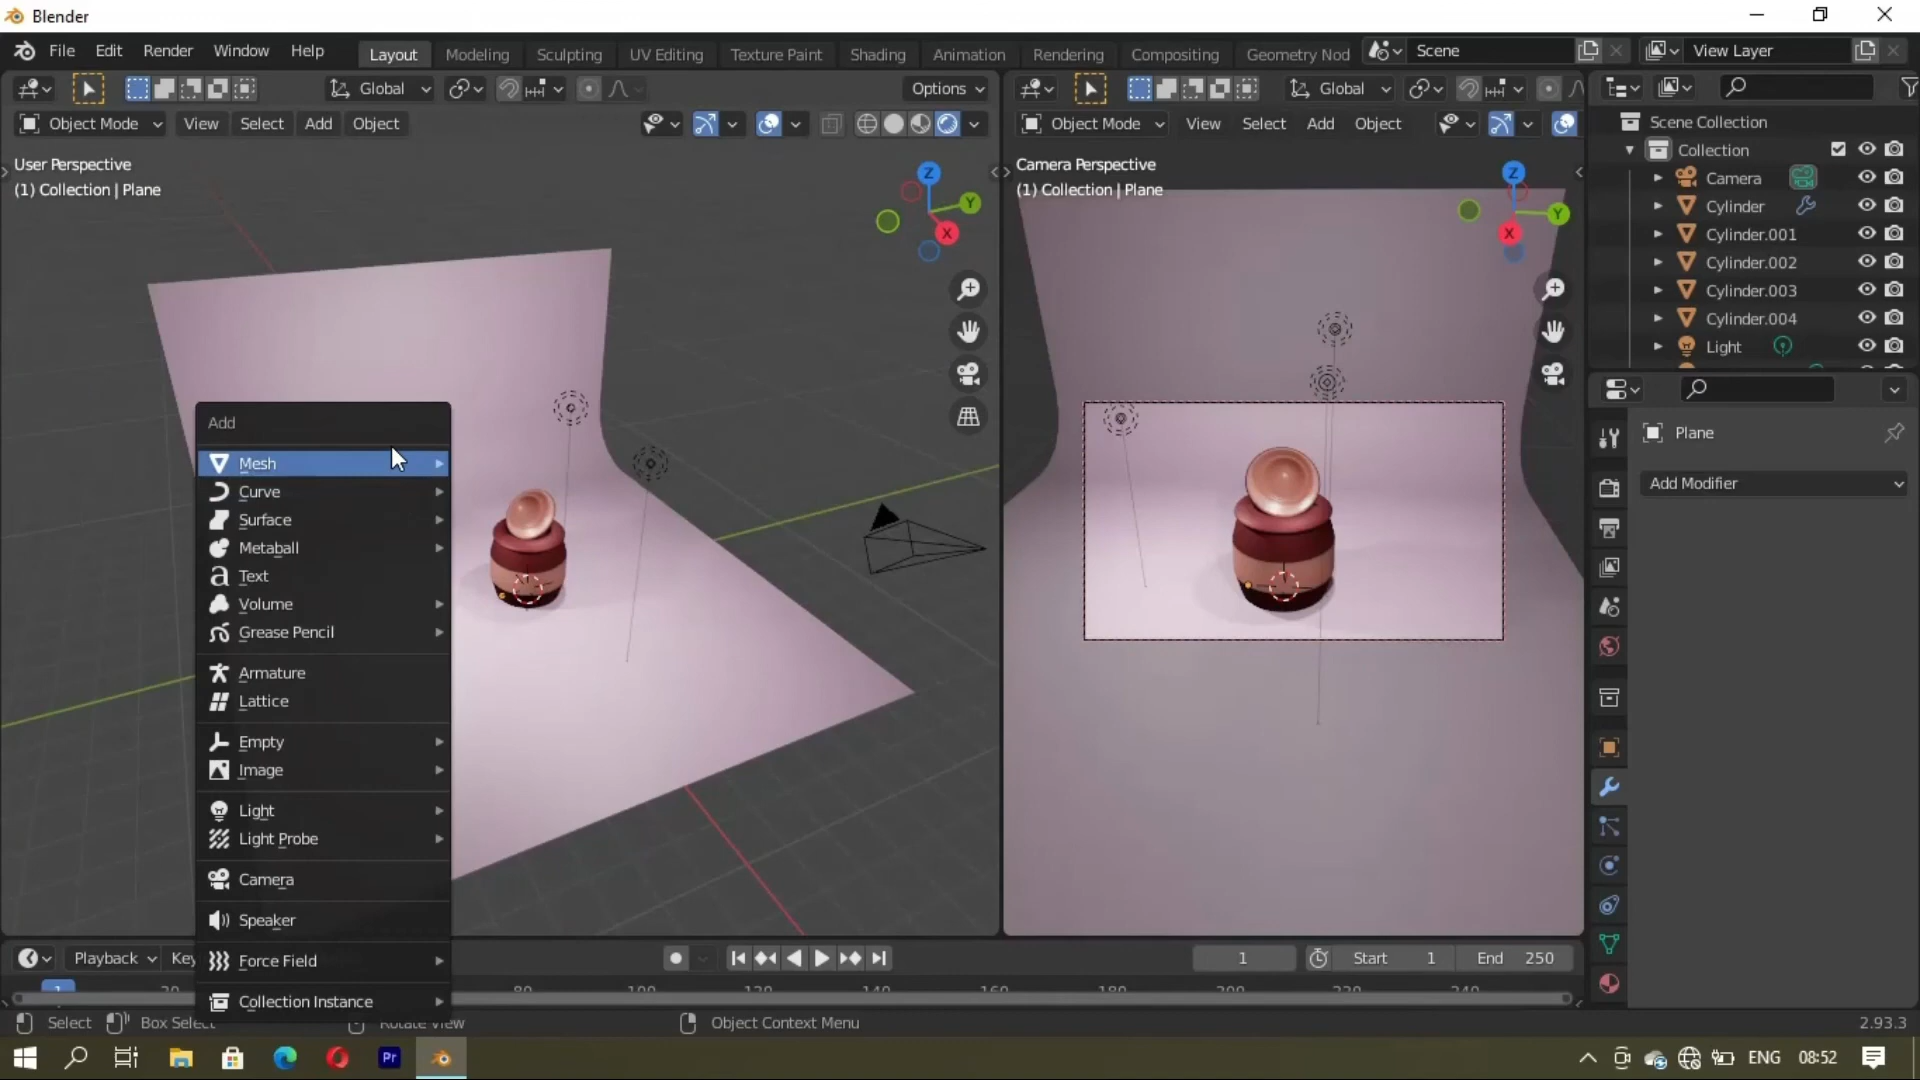 Blender
File Edit Render Window Help Layout Modeling Sculpting UV Editing Texture Paint Shading Animation Rendering Compositing Geometry Nod Scene View Layer
Global Options Global
Object Mode View Select Add Object Object Mode View Select Add Object
User Perspective
(1) Collection | Plane
Z
Y
X
Camera Perspective
(1) Collection | Plane
Z
Y
X
Scene Collection
Collection
Camera
Cylinder
Cylinder.001
Cylinder.002
Cylinder.003
Cylinder.004
Light
Plane
Add Modifier
Add
Mesh
Curve
Surface
Metaball
Text
Volume
Grease Pencil
Armature
Lattice
Empty
Image
Light
Light Probe
Camera
Speaker
Force Field
Collection Instance
Playback Key 1 Start 1 End 250
1 20 80 100 120 140 160 180 200 220 240
Select Box Select Rotate View Object Context Menu 2.93.3
Pr ENG 08:52